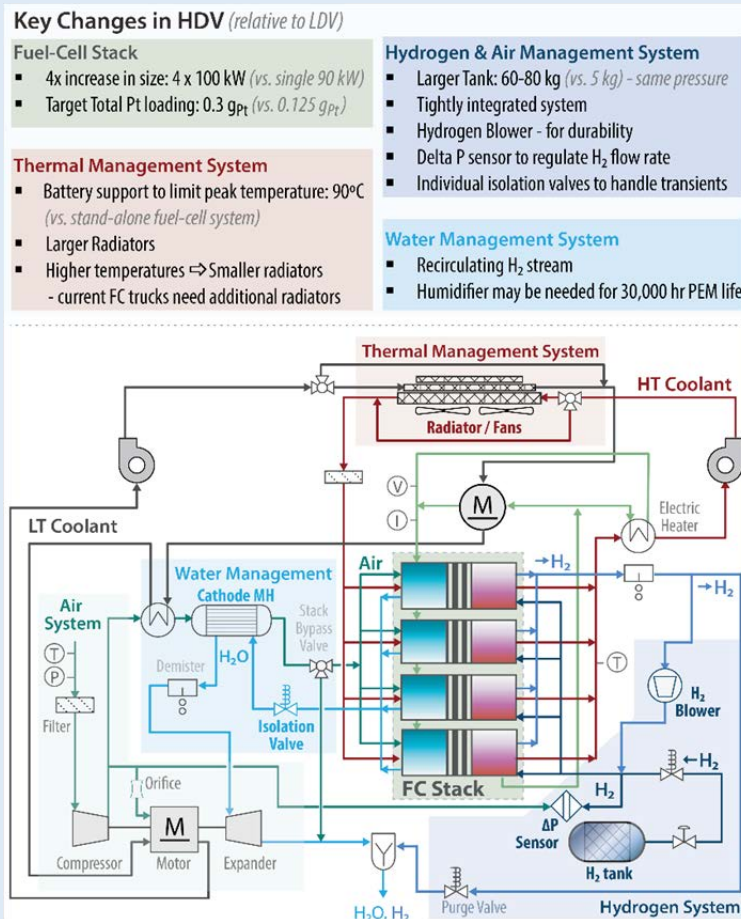 Key Changes in HDV (relative to LDV)
Fuel-Cell Stack
▪ 4x increase in size: 4 x 100 kW (vs. single 90 kW)
▪ Target Total Pt loading: 0.3 gPt (vs. 0.125 gPt)
Thermal Management System
▪ Battery support to limit peak temperature: 90ºC
(vs. stand-alone fuel-cell system)
▪ Larger Radiators
▪ Higher temperatures ⇨ Smaller radiators
- current FC trucks need additional radiators
Hydrogen & Air Management System
▪ Larger Tank: 60-80 kg (vs. 5 kg) - same pressure
▪ Tightly integrated system
▪ Hydrogen Blower - for durability
▪ Delta P sensor to regulate H₂ flow rate
▪ Individual isolation valves to handle transients
Water Management System
▪ Recirculating H₂ stream
▪ Humidifier may be needed for 30,000 hr PEM life
Thermal Management System
HT Coolant
Radiator / Fans
V
I
M
Electric
Heater
LT Coolant
Water Management
Cathode MH
Air
→H₂
→H₂
Air
System
T
P
Filter
Stack
Bypass
Valve
H₂O
Demister
Isolation
Valve
T
H₂
Blower
FC Stack
←H₂
H₂
Orifice
M
Compressor
Motor
Expander
ΔP
Sensor
H₂ tank
H₂O, H₂
Purge Valve
Hydrogen System